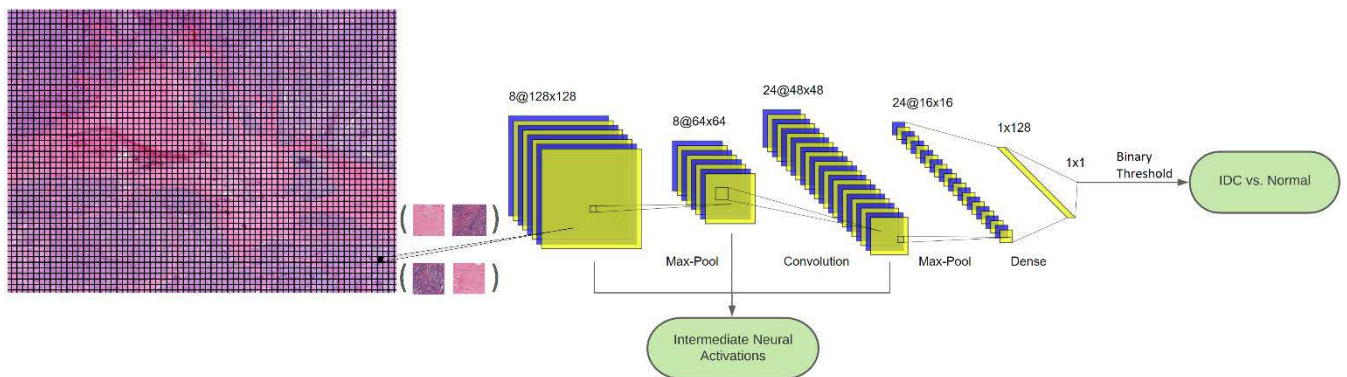 8@128x128
8@64x64
24@48x48
24@16x16
1x128
1x1
Binary
Threshold
IDC vs. Normal
( )
( )
Max-Pool
Convolution
Max-Pool
Dense
Intermediate Neural
Activations